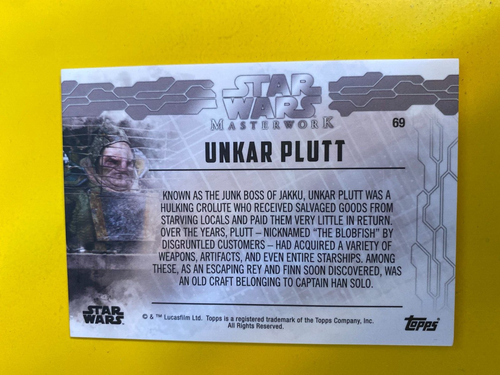 STAR
WARS
MASTERWORK
69
UNKAR PLUTT
KNOWN AS THE JUNK BOSS OF JAKKU, UNKAR PLUTT WAS A
HULKING CROLUTE WHO RECEIVED SALVAGED GOODS FROM
STARVING LOCALS AND PAID THEM VERY LITTLE IN RETURN.
OVER THE YEARS, PLUTT – NICKNAMED "THE BLOBFISH" BY
DISGRUNTLED CUSTOMERS – HAD ACQUIRED A VARIETY OF
WEAPONS, ARTIFACTS, AND EVEN ENTIRE STARSHIPS. AMONG
THESE, AS AN ESCAPING REY AND FINN SOON DISCOVERED, WAS
AN OLD CRAFT BELONGING TO CAPTAIN HAN SOLO.
STAR
WARS
© & ™ Lucasfilm Ltd. Topps is a registered trademark of the Topps Company, Inc.
All Rights Reserved.
Topps